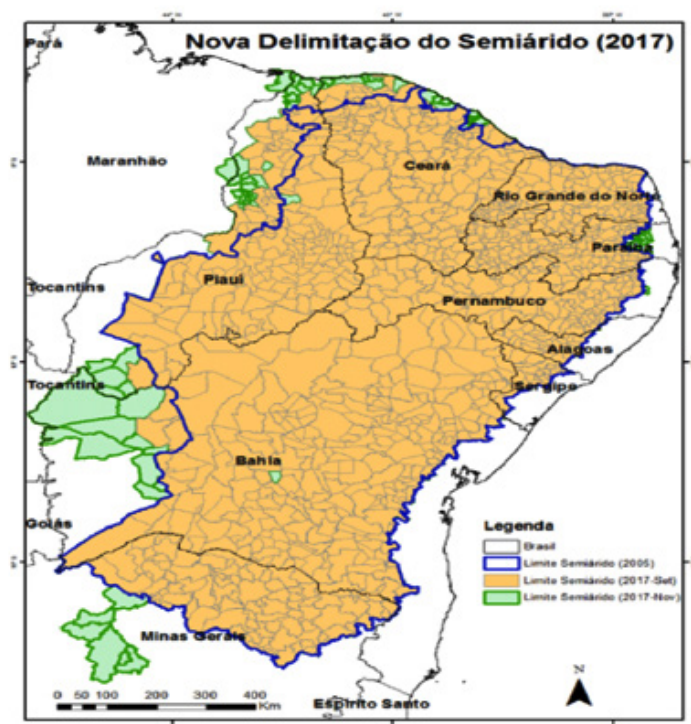 Nova Delimitação do Semiárido (2017)
Pará
Maranhão
Ceará
Rio Grande do Norte
Paraíba
Piauí
Tocantins
Pernambuco
Alagoas
Tocantins
Sergipe
Bahia
Goiás
Legenda
Brasil
Limite Semiárido (2005)
Limite Semiárido (2017-Set)
Limite Semiárido (2017-Nov)
Minas Gerais
N
0 50 100 200 300 400
Km
Espírito Santo